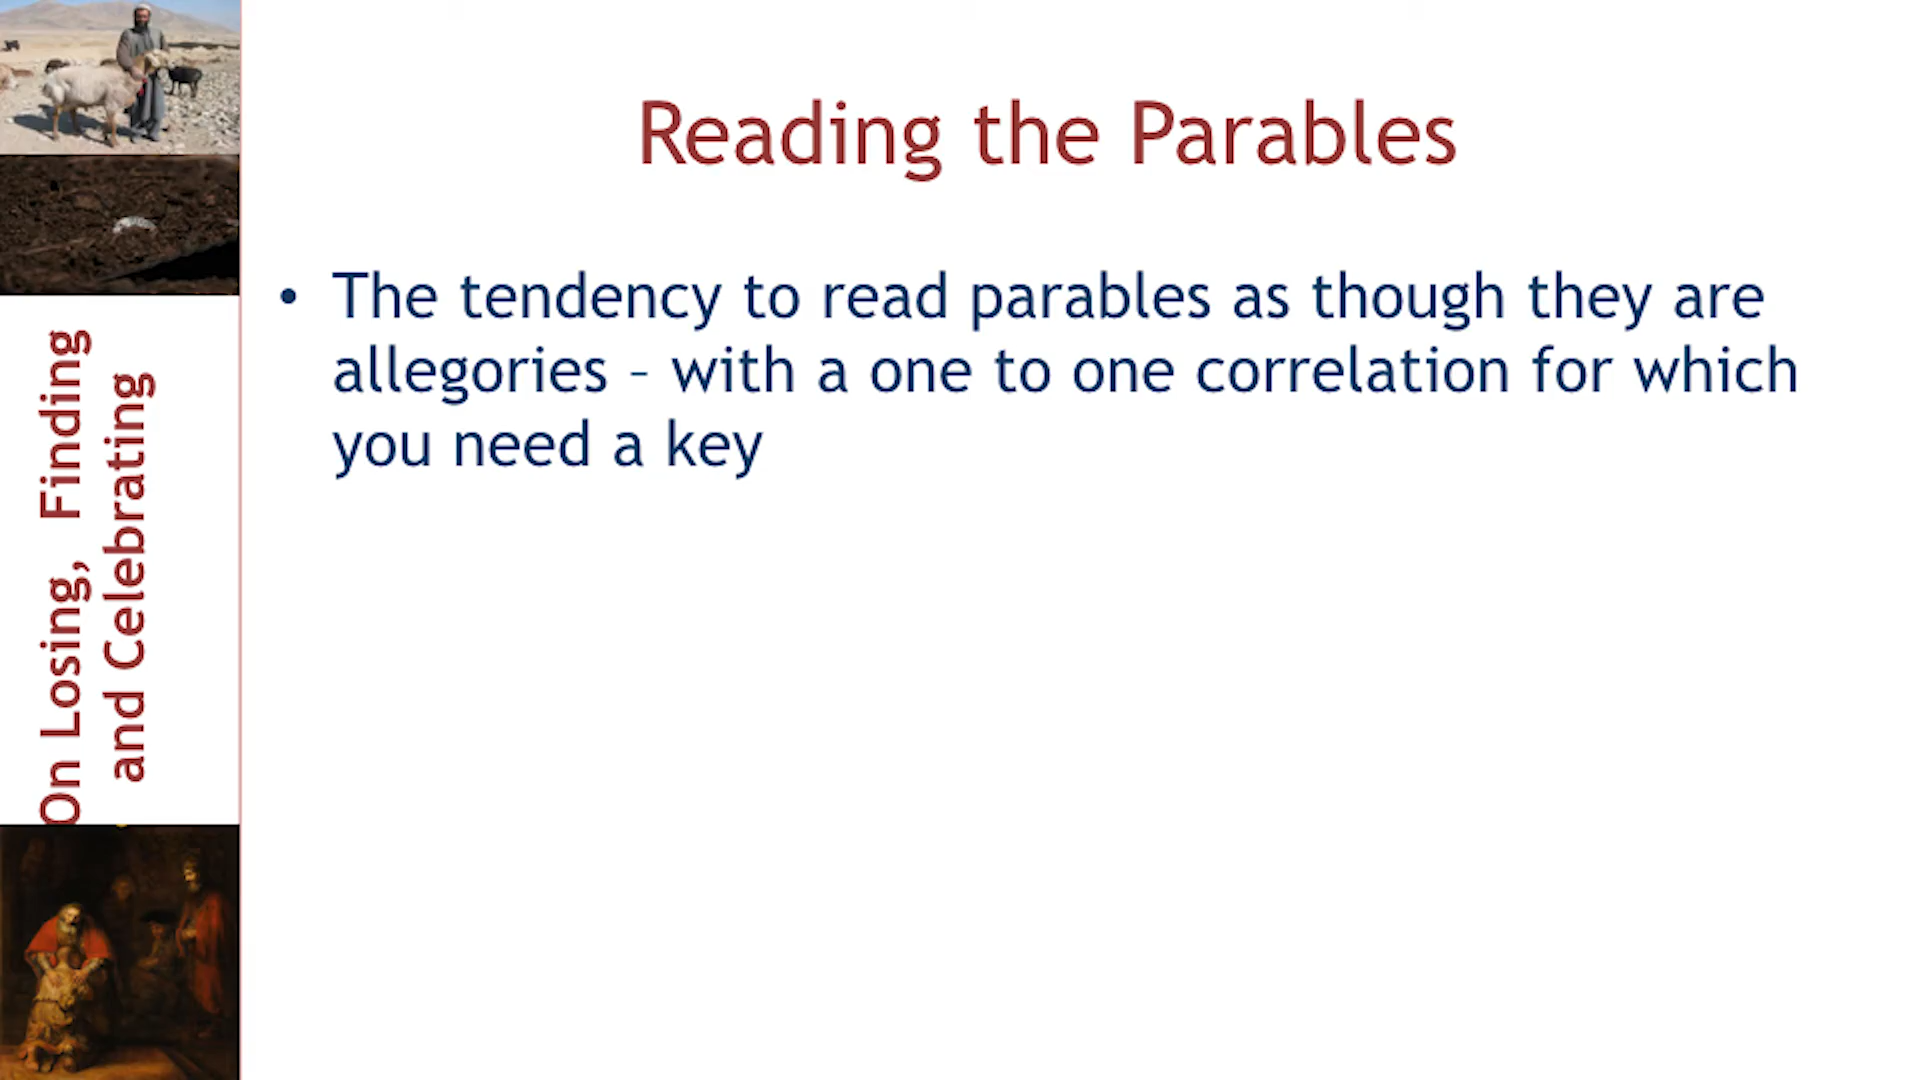 Reading the Parables
• The tendency to read parables as though they are
allegories – with a one to one correlation for which
you need a key
On Losing, Finding
and Celebrating